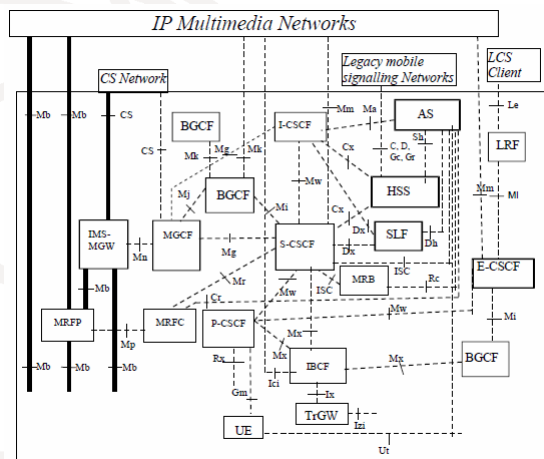 IP Multimedia Networks
CS Network
Legacy mobile
signalling Networks
LCS
Client
Mb
Mb
CS
CS
BGCF
Mk
Mg
Mk
I-CSCF
Mm
Ma
AS
Sh
C, D,
Gc, Gr
Cx
Le
LRF
Mm
Ml
Mj
BGCF
Mi
Mw
Cx
HSS
IMS-
MGW
Mn
MGCF
Mg
S-CSCF
Dx
Dx
SLF
Dh
ISC
E-CSCF
Mb
Mr
Mw
ISC
MRB
Rc
MRFP
Mp
MRFC
Cr
P-CSCF
Mx
Mw
Mi
Mb
Mb
Mb
Rx
Gm
Mx
Ici
IBCF
Mx
BGCF
Ix
UE
TrGW
Izi
Ut